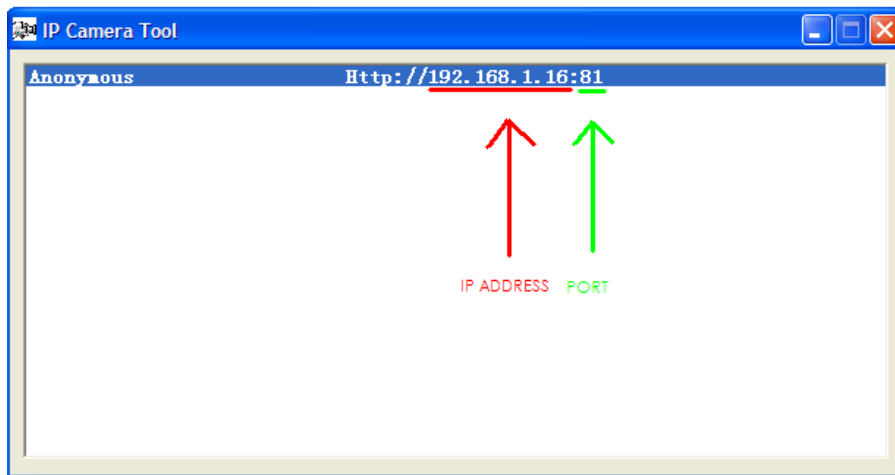 IP Camera Tool
Anonymous Http://192.168.1.16:81
IP ADDRESS PORT